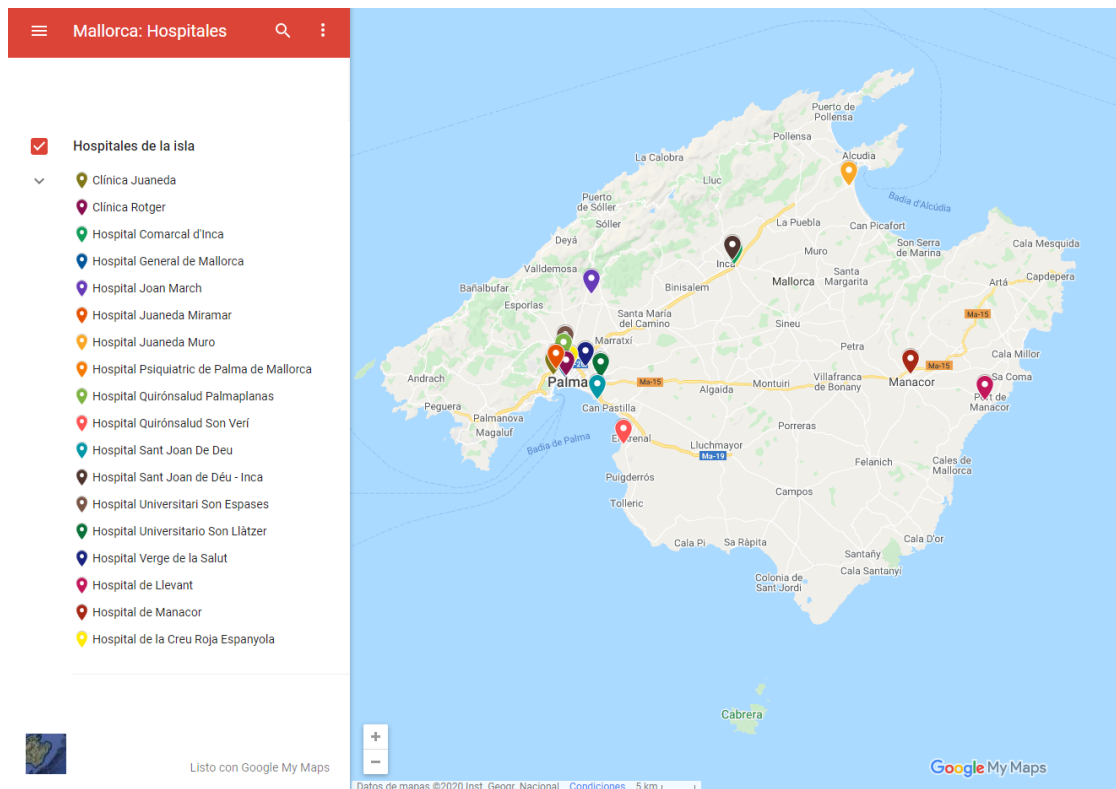 Mallorca: Hospitales
Hospitales de la isla
Clínica Juaneda
Clínica Rotger
Hospital Comarcal d'Inca
Hospital General de Mallorca
Hospital Joan March
Hospital Juaneda Miramar
Hospital Juaneda Muro
Hospital Psiquiatric de Palma de Mallorca
Hospital Quirónsalud Palmaplanas
Hospital Quirónsalud Son Verí
Hospital Sant Joan De Deu
Hospital Sant Joan de Déu - Inca
Hospital Universitari Son Espases
Hospital Universitario Son Llàtzer
Hospital Verge de la Salut
Hospital de Llevant
Hospital de Manacor
Hospital de la Creu Roja Espanyola
Listo con Google My Maps
Puerto de
Pollensa
Pollensa
La Calobra
Alcudia
Lluc
Badia d'Alcúdia
Puerto
de Sóller
Sóller
La Puebla
Can Picafort
Deyá
Son Serra
de Marina
Cala Mesquida
Muro
Inca
Valldemosa
Santa
Margarita
Mallorca
Capdepera
Artá
Bañalbufar
Binisalem
Esporlas
Santa María
del Camino
Sineu
Ma-15
Marratxí
Petra
Cala Millor
Ma-15
Andrach
Palma
Ma-15
Algaida
Montuiri
Villafranca
de Bonany
Manacor
Sa Coma
Port de
Manacor
Peguera
Palmanova
Magaluf
Can Pastilla
Porreras
Badia de Palma
Lluchmayor
Ma-19
Felanich
Cales de
Mallorca
Puigderrós
Campos
Tolleric
Cala Pi
Sa Ràpita
Cala D'or
Santañy
Cala Santanyi
Colonia de
Sant Jordi
Cabrera
+
−
Google My Maps
Datos de mapas ©2020 Inst. Geogr. Nacional
Condiciones
5 km